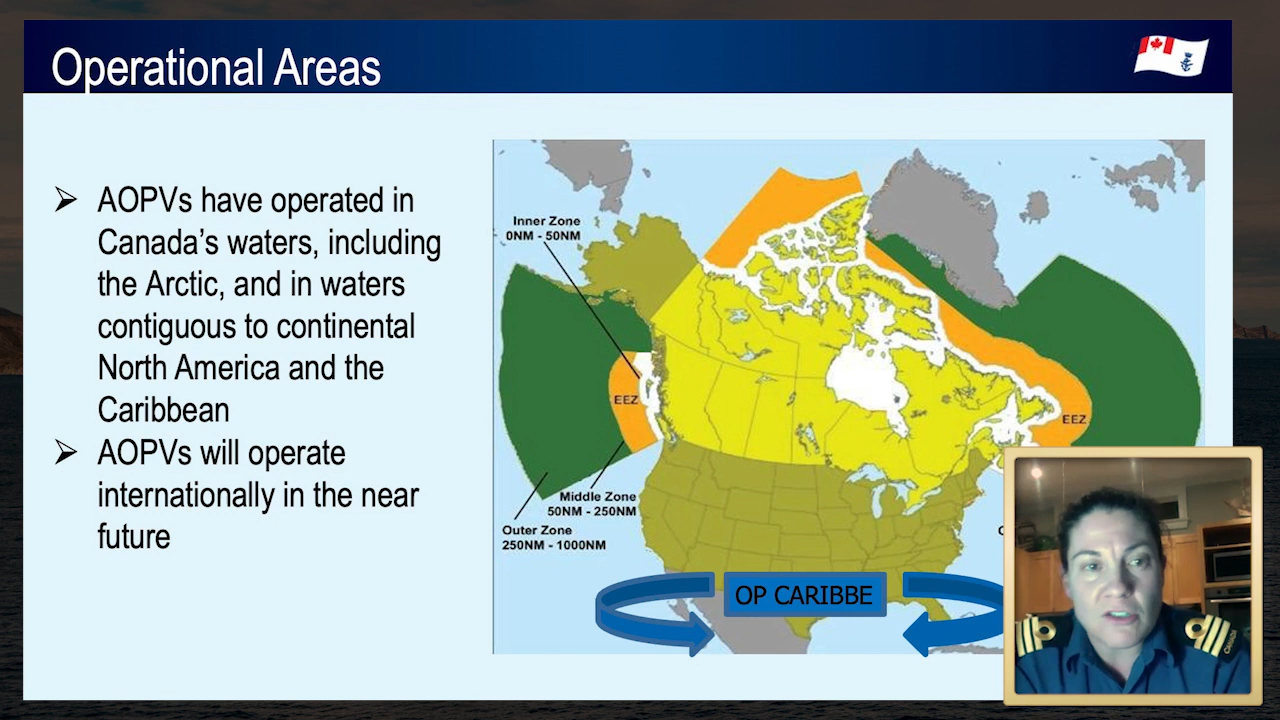 Operational Areas
➢ AOPVs have operated in
Canada's waters, including
the Arctic, and in waters
contiguous to continental
North America and the
Caribbean
➢ AOPVs will operate
internationally in the near
future
Inner Zone
0NM - 50NM
EEZ
EEZ
Middle Zone
50NM - 250NM
Outer Zone
250NM - 1000NM
OP CARIBBE
Canada